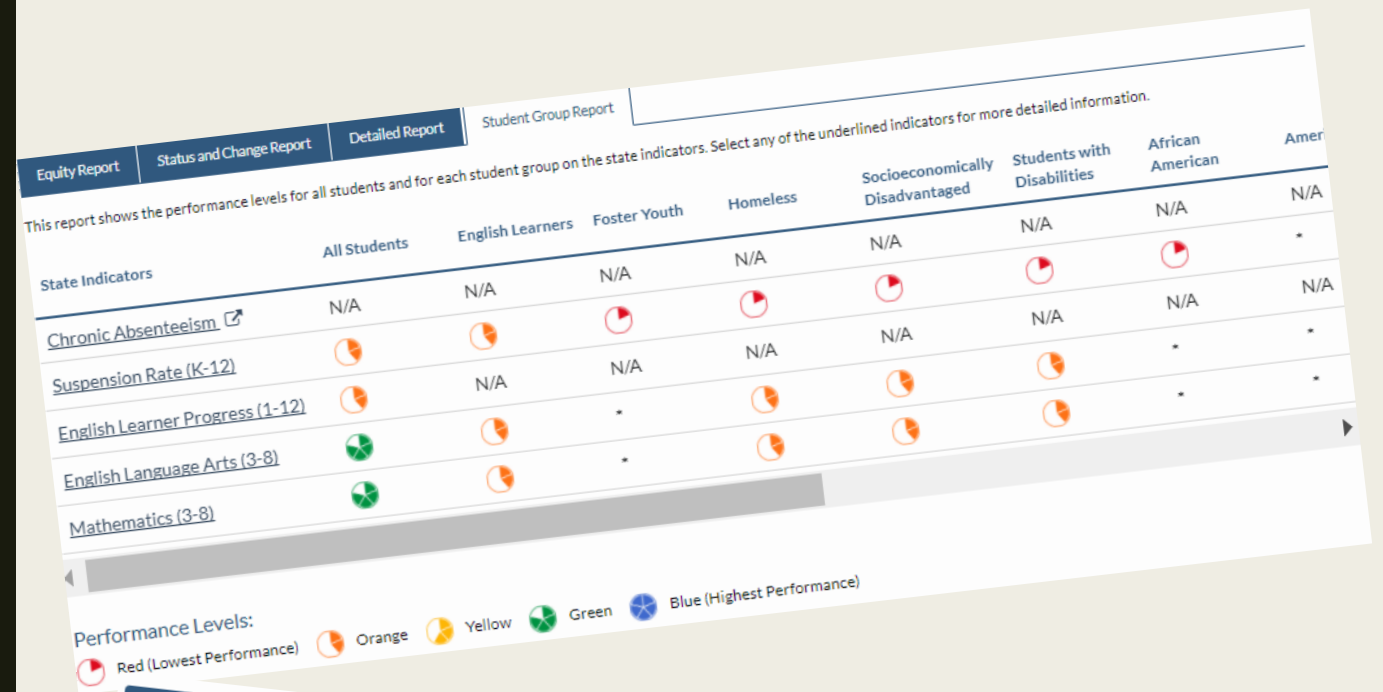 Equity Report Status and Change Report Detailed Report Student Group Report
This report shows the performance levels for all students and for each student group on the state indicators. Select any of the underlined indicators for more detailed information.
State Indicators All Students English Learners Foster Youth Homeless Socioeconomically Disadvantaged Students with Disabilities African American
Chronic Absenteeism N/A N/A N/A N/A N/A N/A N/A N/A
Suspension Rate (K-12) *
English Learner Progress (1-12) N/A N/A N/A N/A N/A N/A N/A
English Language Arts (3-8) * * *
Mathematics (3-8) * * *
Performance Levels:
Red (Lowest Performance) Orange Yellow Green Blue (Highest Performance)